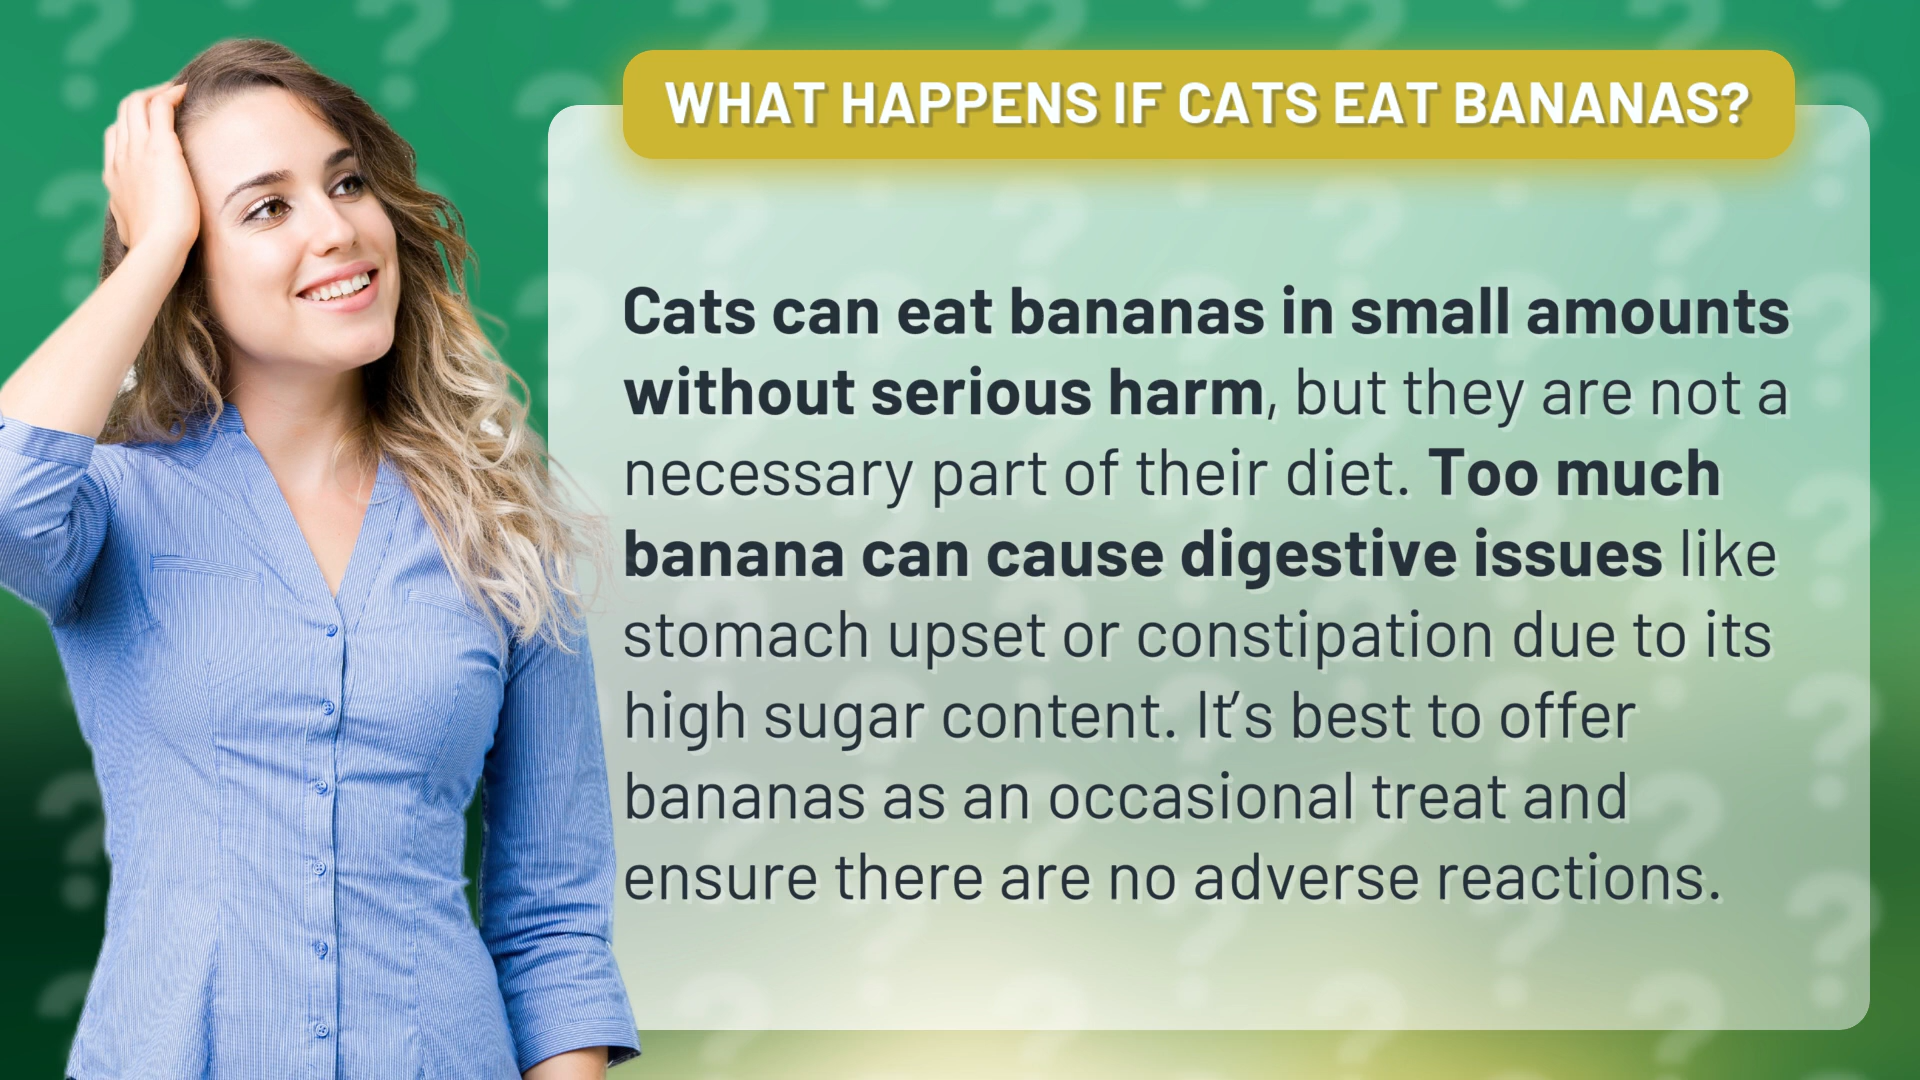 WHAT HAPPENS IF CATS EAT BANANAS?
Cats can eat bananas in small amounts
without serious harm, but they are not a
necessary part of their diet. Too much
banana can cause digestive issues like
stomach upset or constipation due to its
high sugar content. It’s best to offer
bananas as an occasional treat and
ensure there are no adverse reactions.